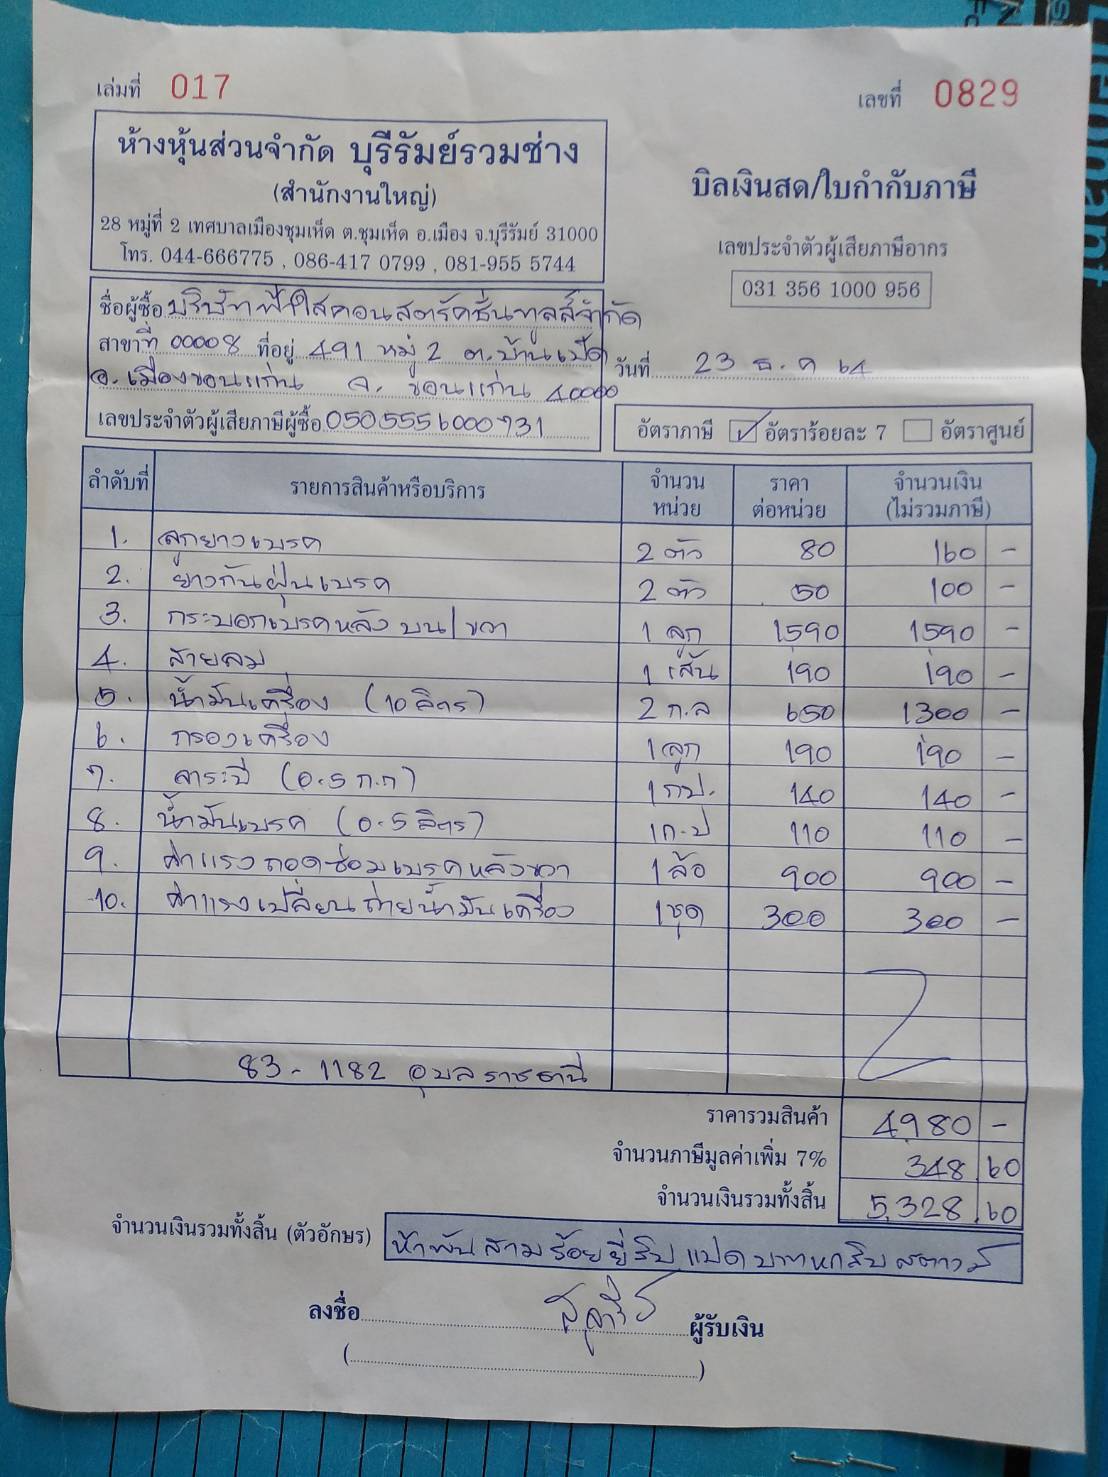 เล่มที่ 017
เลขที่ 0829
ห้างหุ้นส่วนจำกัด บุรีรัมย์รวมช่าง
(สำนักงานใหญ่)
28 หมู่ที่ 2 เทศบาลเมืองชุมเห็ด ต.ชุมเห็ด อ.เมือง จ.บุรีรัมย์ 31000
โทร. 044-666775 , 086-417 0799 , 081-955 5744
บิลเงินสด/ใบกำกับภาษี
เลขประจำตัวผู้เสียภาษีอากร
031 356 1000 956
ชื่อผู้ซื้อ บริษัทฟ้าใสคอนสตรัคชั่นทูลส์จำกัด
สาขาที่ 00008 ที่อยู่ 491 หมู่ 2 ต.บ้านเป็ด
อ.เมืองขอนแก่น จ. ขอนแก่น 40000
วันที่ 23 ธ.ค 64
เลขประจำตัวผู้เสียภาษีผู้ซื้อ 0505556000731
อัตราภาษี ✓ อัตราร้อยละ 7 อัตราศูนย์
ลำดับที่ รายการสินค้าหรือบริการ จำนวนหน่วย ราคาต่อหน่วย จำนวนเงิน (ไม่รวมภาษี)
1. ลูกยางเบรค 2 ตัว 80 160 -
2. ยางกันฝุ่นเบรค 2 ตัว 50 100 -
3. กระบอกเบรคหลัง บน/ขวา 1 ลูก 1590 1590 -
4. สายลม 1 เส้น 190 190 -
5. น้ำมันเครื่อง (10 ลิตร) 2 ก.ล 650 1300 -
6. กรองเครื่อง 1 ลูก 190 190 -
7. จาระบี (0.5 ก.ก) 1 กป. 140 140 -
8. น้ำมันเบรค (0.5 ลิตร) 1 ก.ป 110 110 -
9. ค่าแรงถอดซ่อมเบรคหลังขวา 1 ล้อ 900 900 -
10. ค่าแรงเปลี่ยนถ่ายน้ำมันเครื่อง 1 ชุด 300 300 -
83-1182 อุบลราชธานี
ราคารวมสินค้า 4980 -
จำนวนภาษีมูลค่าเพิ่ม 7% 348.60
จำนวนเงินรวมทั้งสิ้น 5,328.60
จำนวนเงินรวมทั้งสิ้น (ตัวอักษร) ห้าพันสามร้อยยี่สิบแปดบาทหกสิบสตางค์
ลงชื่อ ผู้รับเงิน